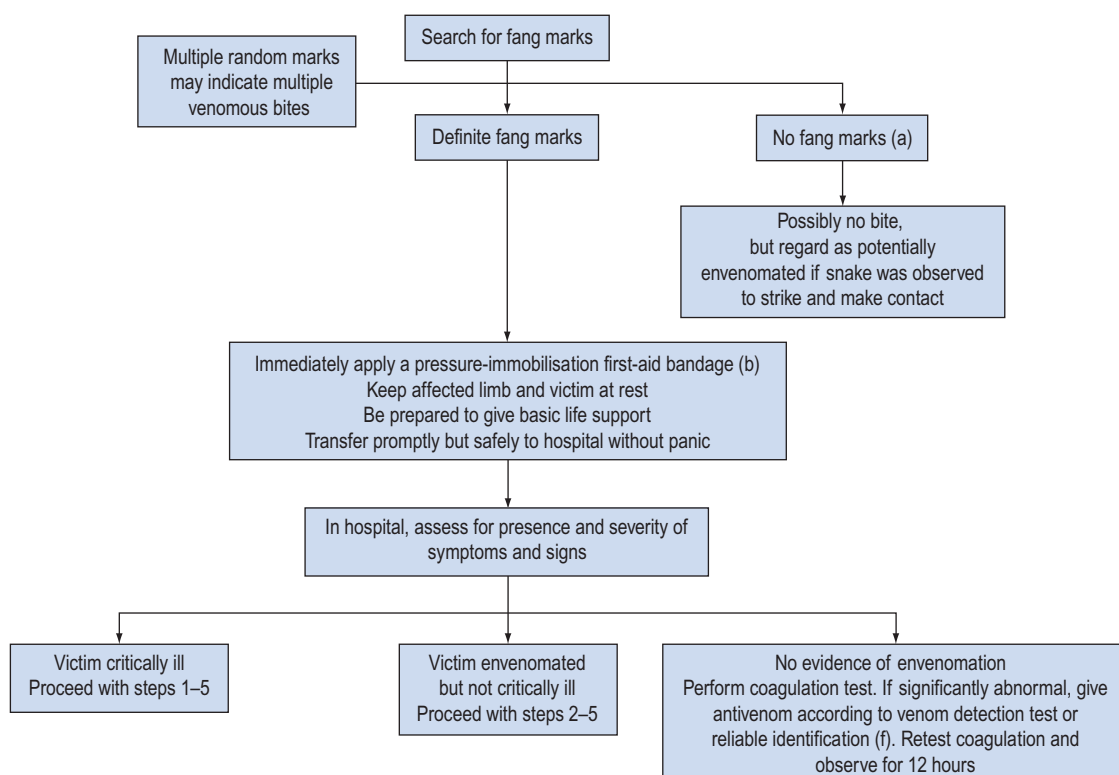 Search for fang marks
Multiple random marks
may indicate multiple
venomous bites
Definite fang marks
No fang marks (a)
Possibly no bite,
but regard as potentially
envenomated if snake was observed
to strike and make contact
Immediately apply a pressure-immobilisation first-aid bandage (b)
Keep affected limb and victim at rest
Be prepared to give basic life support
Transfer promptly but safely to hospital without panic
In hospital, assess for presence and severity of
symptoms and signs
Victim critically ill
Proceed with steps 1–5
Victim envenomated
but not critically ill
Proceed with steps 2–5
No evidence of envenomation
Perform coagulation test. If significantly abnormal, give
antivenom according to venom detection test or
reliable identification (f). Retest coagulation and
observe for 12 hours